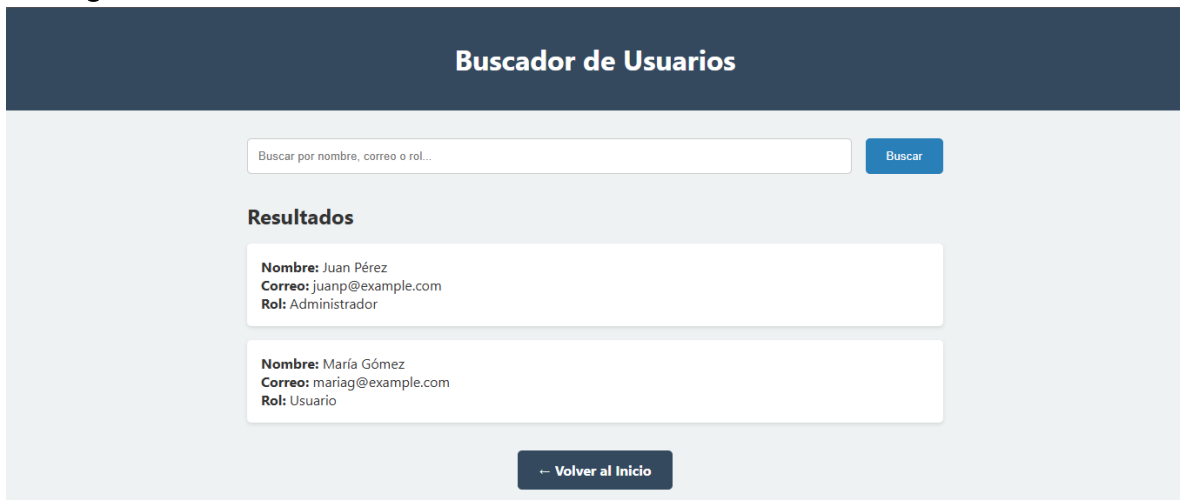 Buscador de Usuarios
Buscar por nombre, correo o rol...
Buscar
Resultados
Nombre: Juan Pérez
Correo: juanp@example.com
Rol: Administrador
Nombre: María Gómez
Correo: mariag@example.com
Rol: Usuario
← Volver al Inicio